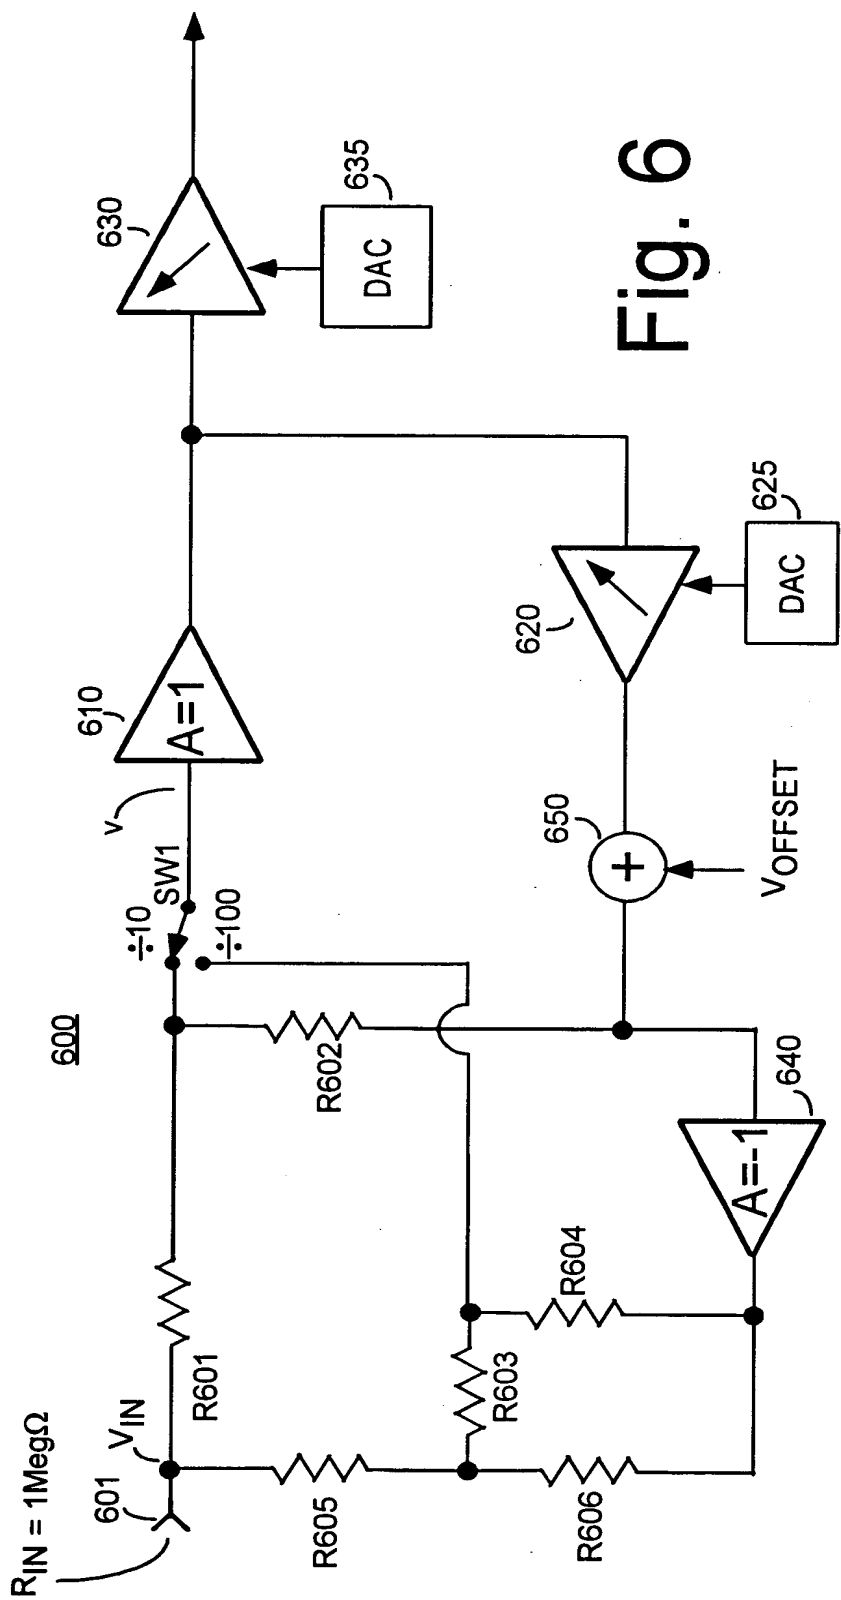 600
R_IN = 1MegΩ
601
V_IN
R601
÷10
SW1
÷100
v
610
A=1
630
635
DAC
R602
R605
R603
R604
R606
A=-1
640
650
+
V_OFFSET
620
625
DAC
Fig. 6